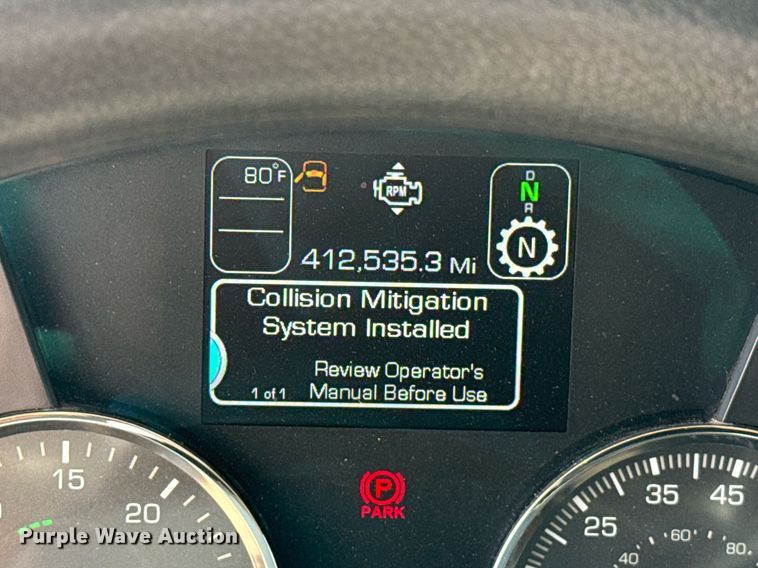 80°F
RPM
D
N
R
N
412,535.3 Mi
Collision Mitigation
System Installed
Review Operator's
1 of 1 Manual Before Use
P
PARK
15
20
25
35
45
40
60
80
Purple Wave Auction